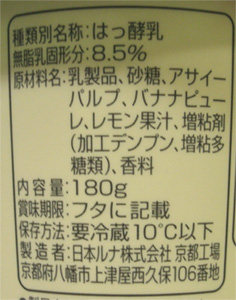 種類別名称:はっ酵乳
無脂乳固形分:8.5%
原材料名:乳製品、砂糖、アサイー
パルプ、バナナピュー
レ、レモン果汁、増粘剤
(加工デンプン、増粘多
糖類)、香料
内容量:180g
賞味期限:フタに記載
保存方法:要冷蔵10℃以下
製造者:日本ルナ株式会社 京都工場
京都府八幡市上津屋西久保106番地